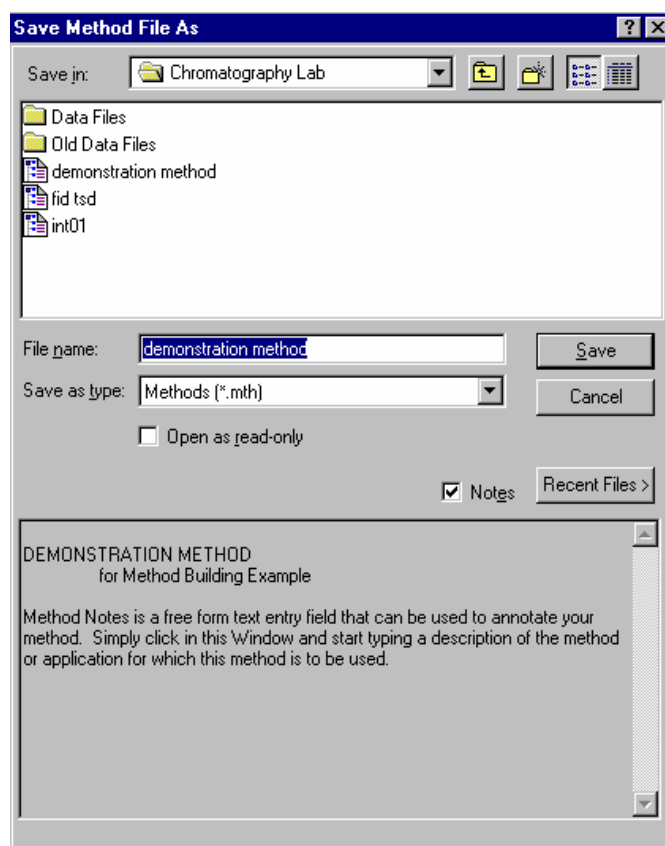 Save Method File As
Save in: Chromatography Lab
Data Files
Old Data Files
demonstration method
fid tsd
int01
File name: demonstration method Save
Save as type: Methods (*.mth) Cancel
Open as read-only
Notes Recent Files >
DEMONSTRATION METHOD
for Method Building Example
Method Notes is a free form text entry field that can be used to annotate your
method. Simply click in this Window and start typing a description of the method
or application for which this method is to be used.